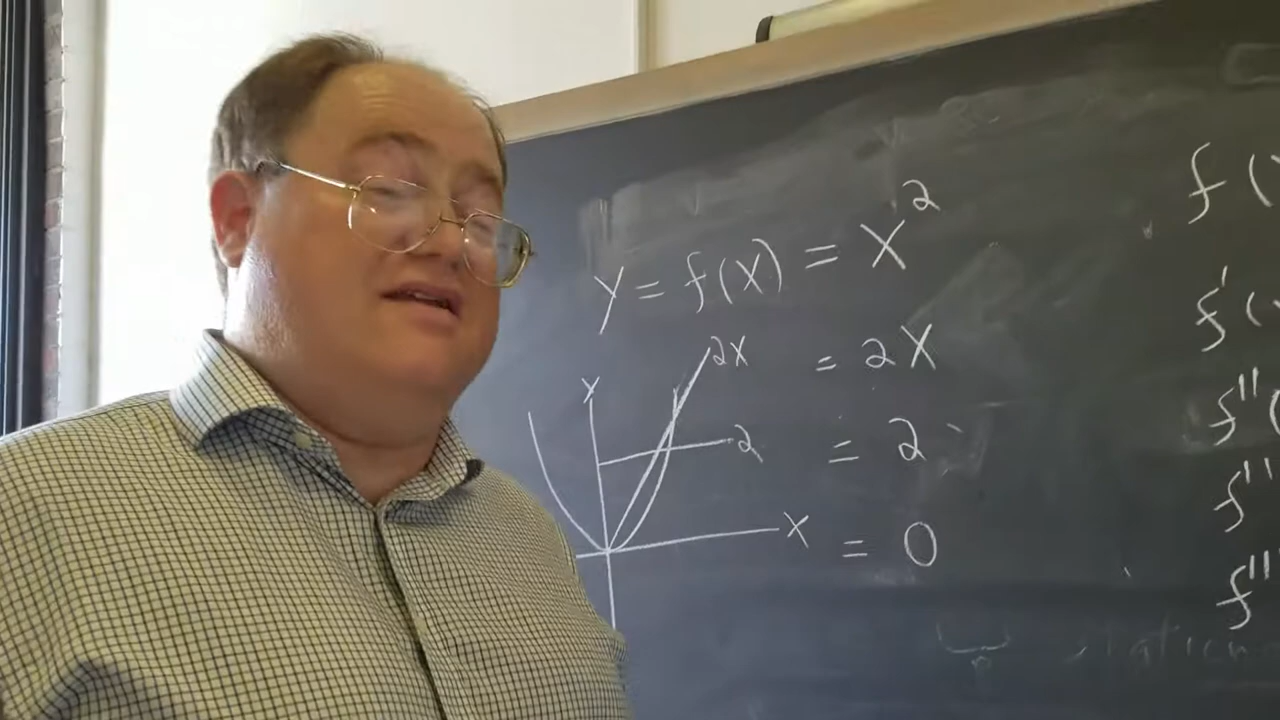 y = f(x) = x²
= 2x
= 2
= 0
y
2x
2
x
f(
f'(
f''(
f''
f''